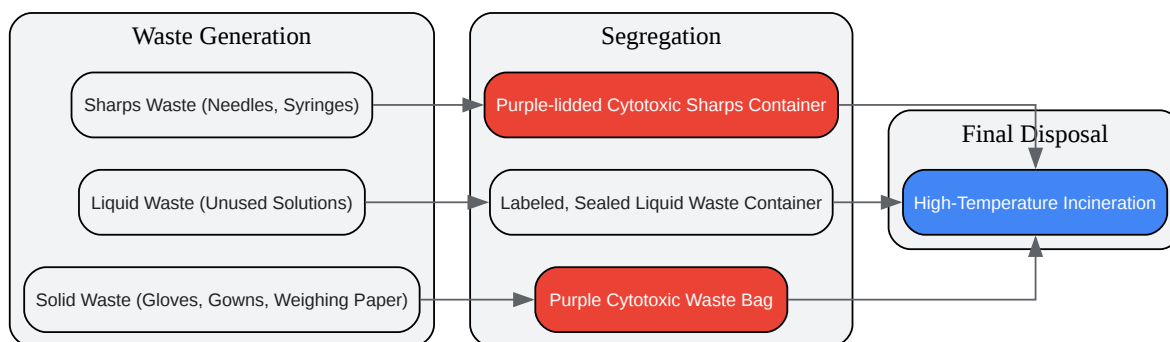 Waste Generation
Segregation
Sharps Waste (Needles, Syringes)
Purple-lidded Cytotoxic Sharps Container
Final Disposal
Liquid Waste (Unused Solutions)
Labeled, Sealed Liquid Waste Container
High-Temperature Incineration
Solid Waste (Gloves, Gowns, Weighing Paper)
Purple Cytotoxic Waste Bag